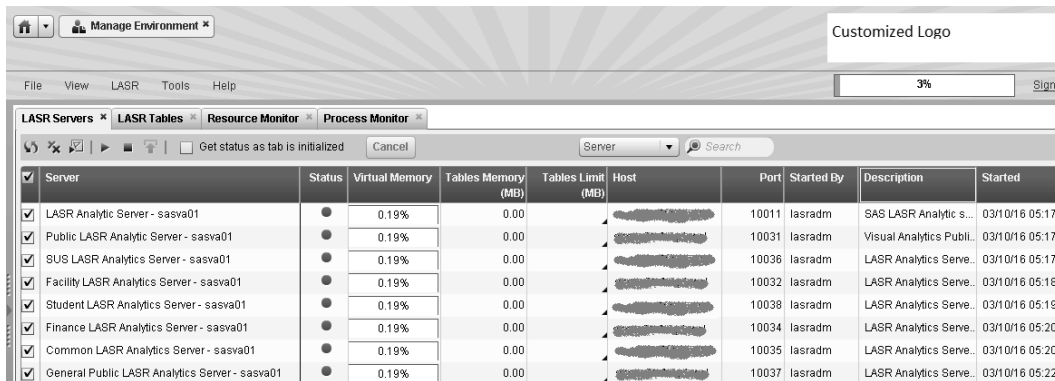 Manage Environment ×
Customized Logo
File View LASR Tools Help
3%
Sign
LASR Servers × LASR Tables × Resource Monitor × Process Monitor ×
Get status as tab is initialized Cancel Server Search
Server Status Virtual Memory Tables Memory (MB) Tables Limit (MB) Host Port Started By Description Started
LASR Analytic Server - sasva01 0.19% 0.00 10011 lasradm SAS LASR Analytic s... 03/10/16 05:17
Public LASR Analytic Server - sasva01 0.19% 0.00 10031 lasradm Visual Analytics Publi.. 03/10/16 05:17
SUS LASR Analytics Server - sasva01 0.19% 0.00 10036 lasradm LASR Analytics Serve.. 03/10/16 05:17
Facility LASR Analytics Server - sasva01 0.19% 0.00 10032 lasradm LASR Analytics Serve.. 03/10/16 05:18
Student LASR Analytics Server - sasva01 0.19% 0.00 10038 lasradm LASR Analytics Serve.. 03/10/16 05:19
Finance LASR Analytics Server - sasva01 0.19% 0.00 10034 lasradm LASR Analytics Serve.. 03/10/16 05:20
Common LASR Analytics Server - sasva01 0.19% 0.00 10035 lasradm LASR Analytics Serve.. 03/10/16 05:20
General Public LASR Analytics Server - sasva01 0.19% 0.00 10037 lasradm LASR Analytics Serve.. 03/10/16 05:22